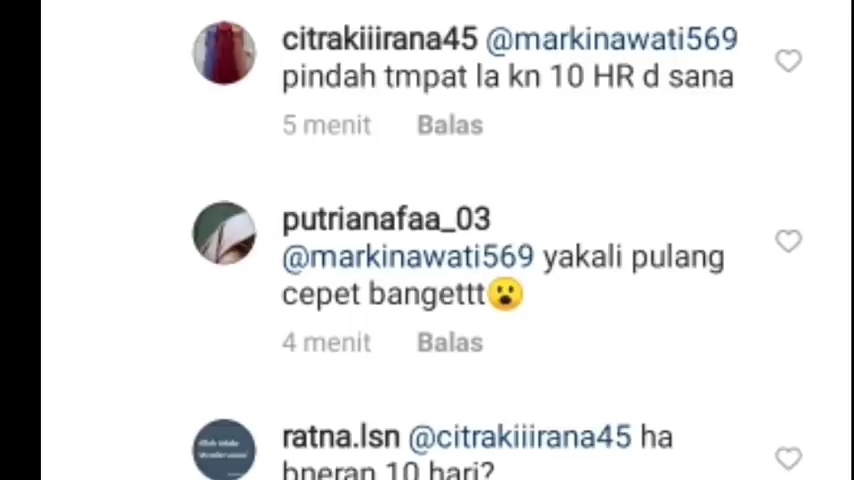 citrakiiirana45 @markinawati569
pindah tmpat la kn 10 HR d sana
5 menit Balas
putrianafaa_03
@markinawati569 yakali pulang
cepet bangettt😮
4 menit Balas
ratna.lsn @citrakiiirana45 ha
bneran 10 hari?